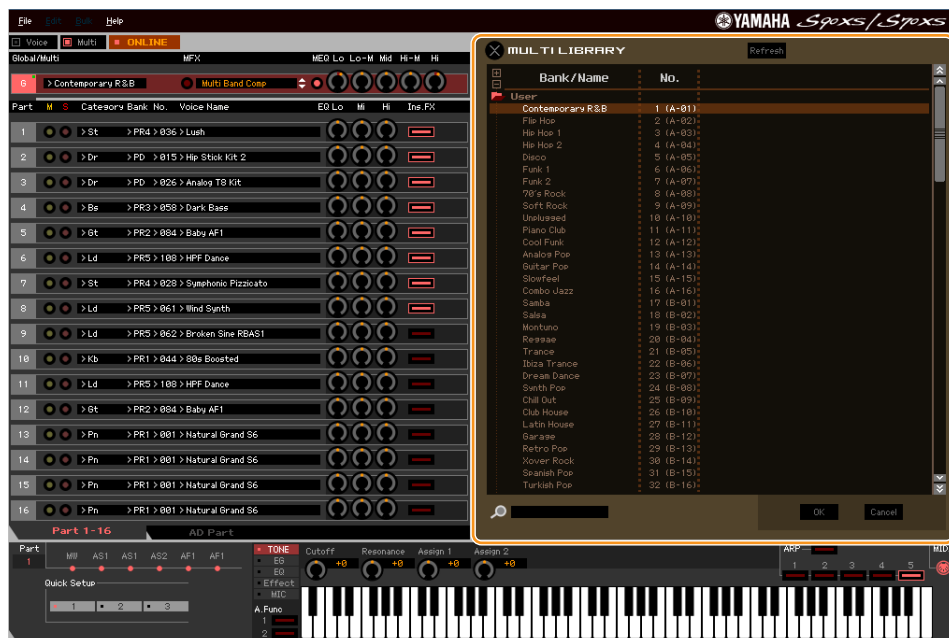 File Edit Bulk Help
YAMAHA S90XS/S70XS
Voice Multi ONLINE
Global/Multi MFX MEQ Lo Lo-M Mid Hi-M Hi
G > Contemporary R&B Multi Band Comp
Part M S Category Bank No. Voice Name EQ Lo Mi Hi Ins.FX
1 > St > PR4 > 036 > Lush
2 > Dr > PD > 015 > Hip Stick Kit 2
3 > Dr > PD > 026 > Analog T8 Kit
4 > Bs > PR3 > 058 > Dark Bass
5 > Gt > PR2 > 084 > Baby AF1
6 > Ld > PR5 > 108 > HPF Dance
7 > St > PR4 > 028 > Symphonic Pizzicato
8 > Ld > PR5 > 061 > Wind Synth
9 > Ld > PR5 > 062 > Broken Sine RBAS1
10 > Kb > PR1 > 044 > 80s Boosted
11 > Ld > PR5 > 108 > HPF Dance
12 > Gt > PR2 > 084 > Baby AF1
13 > Pn > PR1 > 001 > Natural Grand S6
14 > Pn > PR1 > 001 > Natural Grand S6
15 > Pn > PR1 > 001 > Natural Grand S6
16 > Pn > PR1 > 001 > Natural Grand S6
Part 1-16 AD Part
MULTI LIBRARY Refresh
Bank/Name No.
User
Contemporary R&B 1 (A-01)
Flip Hop 2 (A-02)
Hip Hop 1 3 (A-03)
Hip Hop 2 4 (A-04)
Disco 5 (A-05)
Funk 1 6 (A-06)
Funk 2 7 (A-07)
70's Rock 8 (A-08)
Soft Rock 9 (A-09)
Unplugged 10 (A-10)
Piano Club 11 (A-11)
Cool Funk 12 (A-12)
Analog Pop 13 (A-13)
Guitar Pop 14 (A-14)
Slowfeel 15 (A-15)
Combo Jazz 16 (A-16)
Samba 17 (B-01)
Salsa 18 (B-02)
Montuno 19 (B-03)
Reggae 20 (B-04)
Trance 21 (B-05)
Ibiza Trance 22 (B-06)
Dream Dance 23 (B-07)
Synth Pop 24 (B-08)
Chill Out 25 (B-09)
Club House 26 (B-10)
Latin House 27 (B-11)
Garage 28 (B-12)
Retro Pop 29 (B-13)
Xover Rock 30 (B-14)
Spanish Pop 31 (B-15)
Turkish Pop 32 (B-16)
OK Cancel
Part MW AS1 AS1 AS2 AF1 AF1
1
Quick Setup
1 2 3
TONE
EG
EQ
Effect
MIC
A.Func
1
2
Cutoff Resonance Assign 1 Assign 2
+0 +0 +0 +0
ARP MID
1 2 3 4 5